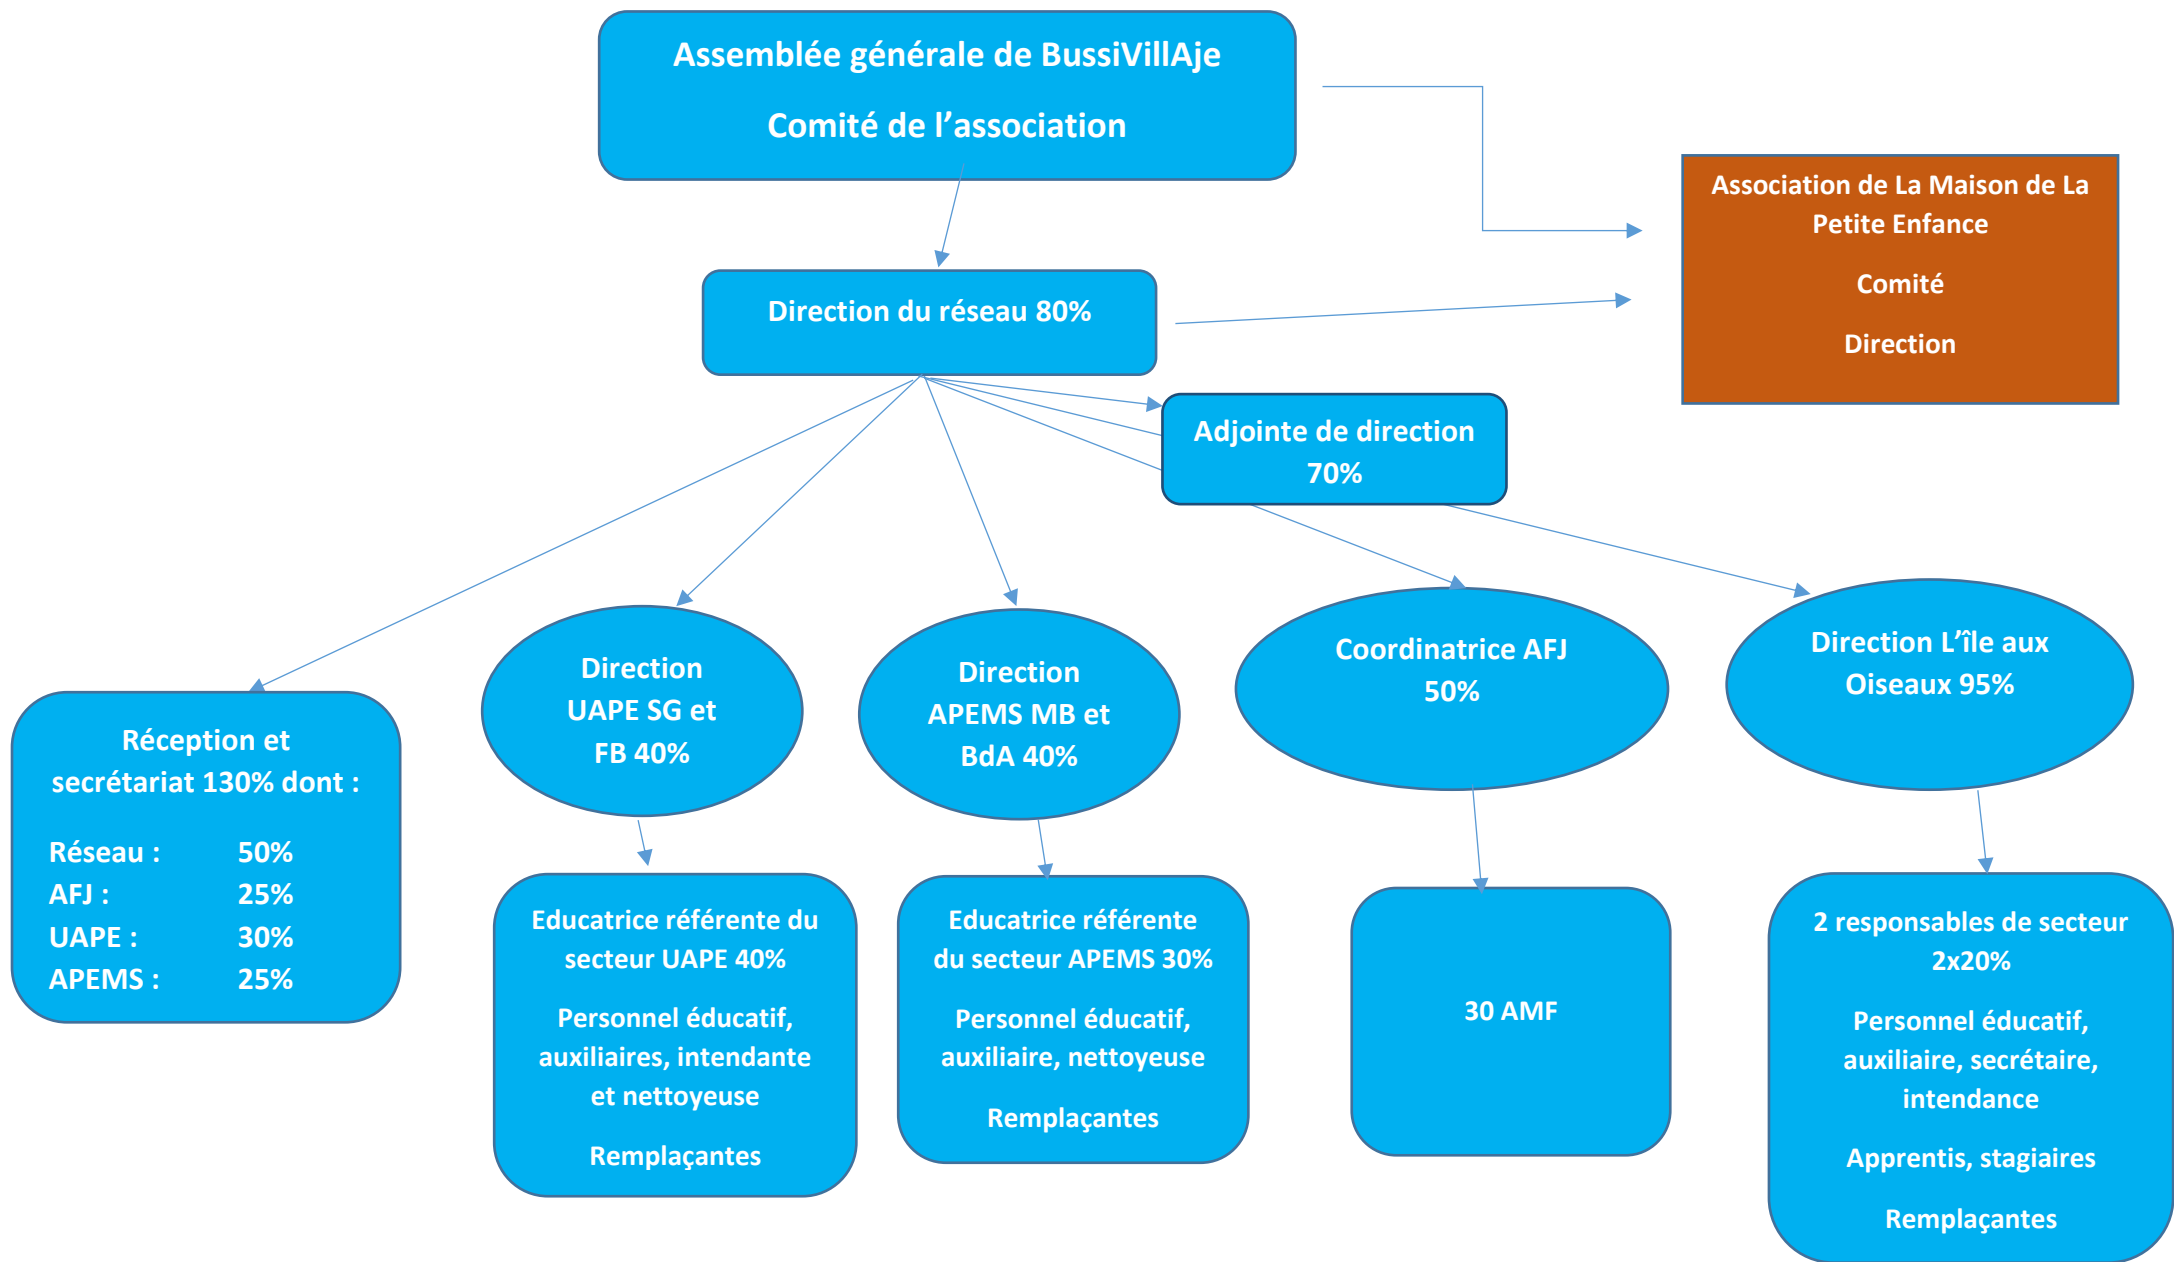 Assemblée générale de BussiVillAje
Comité de l’association
Association de La Maison de La
Petite Enfance
Comité
Direction
Direction du réseau 80%
Adjointe de direction
70%
Réception et
secrétariat 130% dont :
Réseau : 50%
AFJ : 25%
UAPE : 30%
APEMS : 25%
Direction
UAPE SG et
FB 40%
Direction
APEMS MB et
BdA 40%
Coordinatrice AFJ
50%
Direction L’île aux
Oiseaux 95%
Educatrice référente du
secteur UAPE 40%
Personnel éducatif,
auxiliaires, intendante
et nettoyeuse
Remplaçantes
Educatrice référente
du secteur APEMS 30%
Personnel éducatif,
auxiliaire, nettoyeuse
Remplaçantes
30 AMF
2 responsables de secteur
2x20%
Personnel éducatif,
auxiliaire, secrétaire,
intendance
Apprentis, stagiaires
Remplaçantes